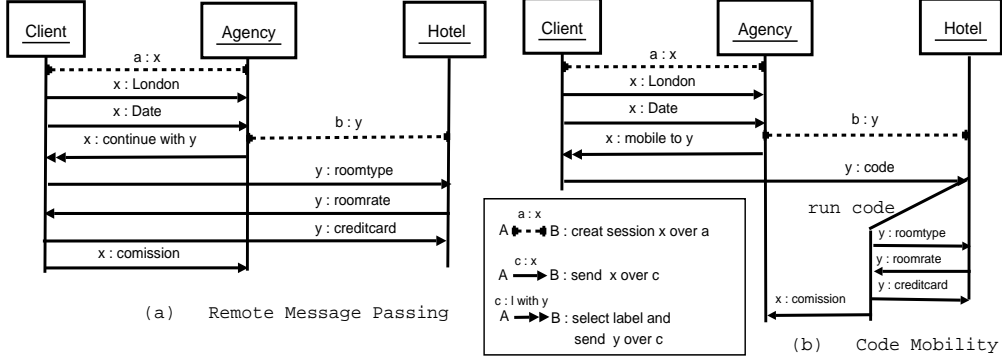 Client Agency Hotel
a : x
x : London
x : Date
b : y
x : continue with y
y : roomtype
y : roomrate
y : creditcard
x : comission
(a) Remote Message Passing
Client Agency Hotel
a : x
x : London
x : Date
b : y
x : mobile to y
y : code
run code
y : roomtype
y : roomrate
y : creditcard
x : comission
(b) Code Mobility
a : x
A B : creat session x over a
c : x
A B : send x over c
c : l with y
A B : select label and
send y over c